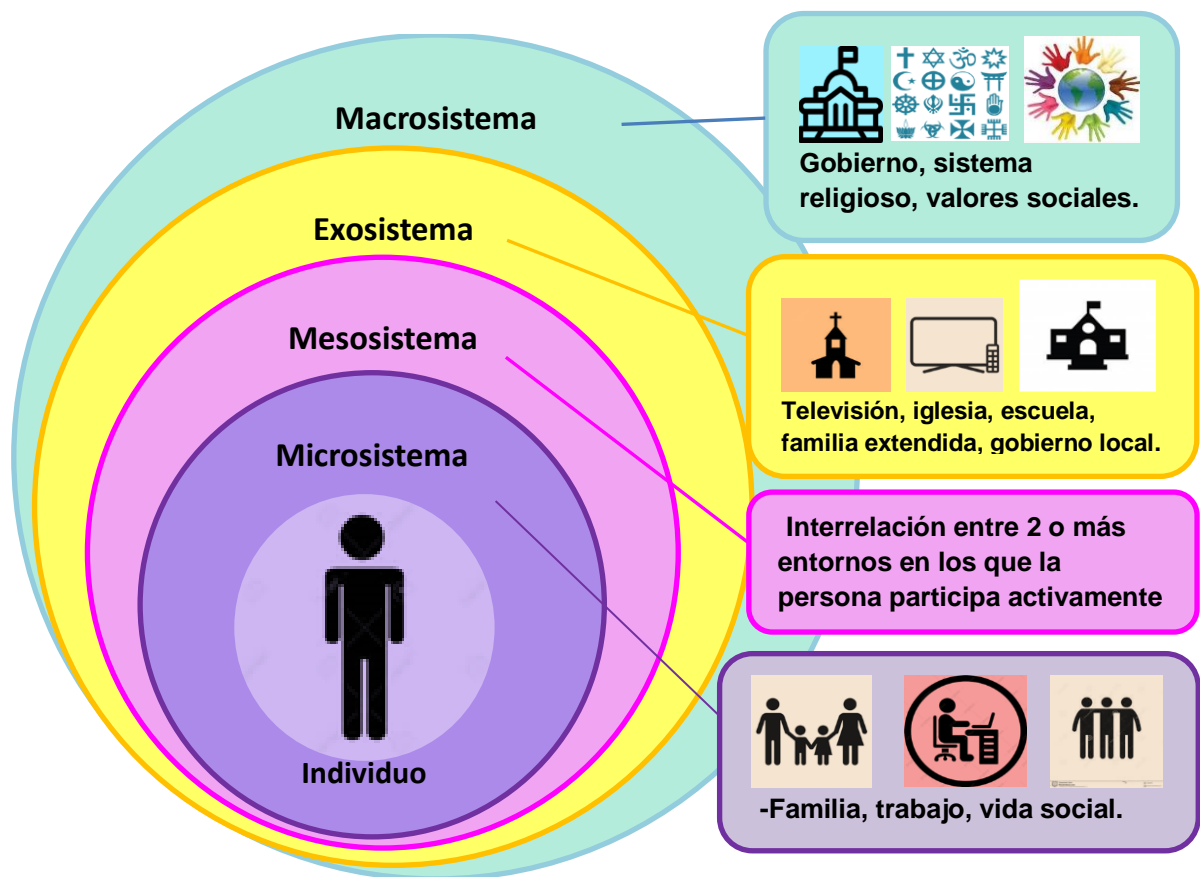 Macrosistema
Gobierno, sistema
religioso, valores sociales.
Exosistema
Televisión, iglesia, escuela,
familia extendida, gobierno local.
Mesosistema
Interrelación entre 2 o más
entornos en los que la
persona participa activamente
Microsistema
-Familia, trabajo, vida social.
Individuo